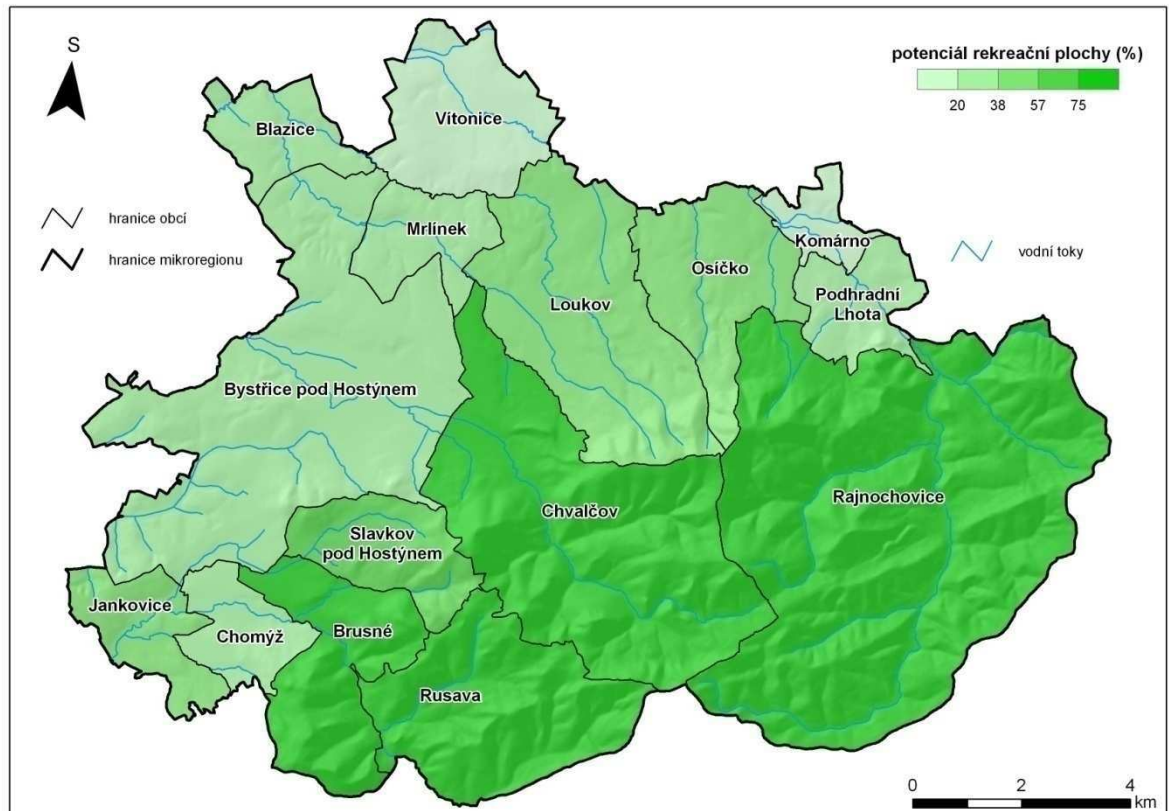 S
potenciál rekreační plochy (%)
20 38 57 75
hranice obcí
hranice mikroregionu
vodní toky
Vítonice
Blazice
Mrlínek
Komárno
Osíčko
Podhradní
Lhota
Loukov
Bystřice pod Hostýnem
Rajnochovice
Chvalčov
Slavkov
pod Hostýnem
Jankovice
Chomýž
Brusné
Rusava
0 2 4
km